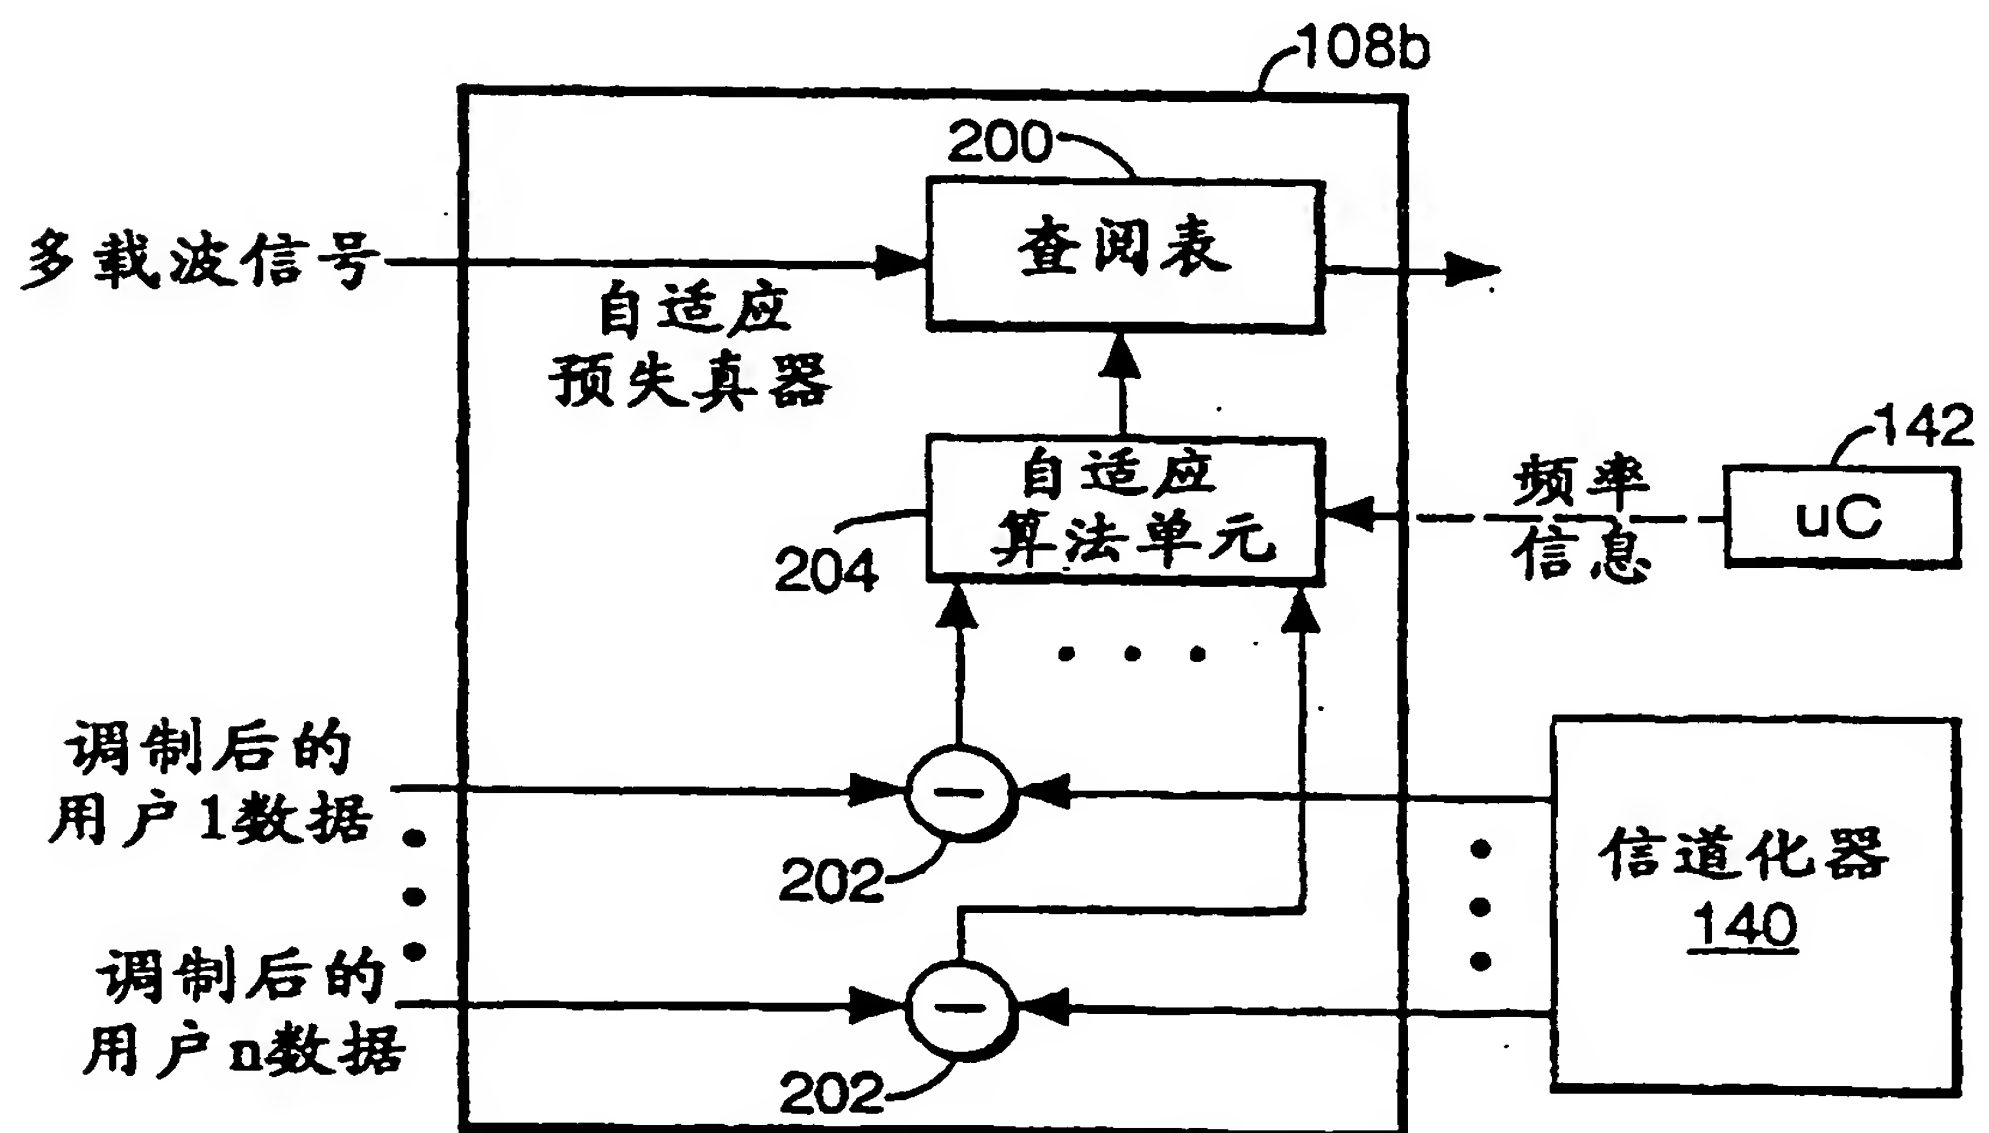 108b
200
查阅表
多载波信号
自适应
预失真器
142
自适应
算法单元
频率
信息
uC
204
调制后的
用户1数据
202
信道化器
140
调制后的
用户n数据
202